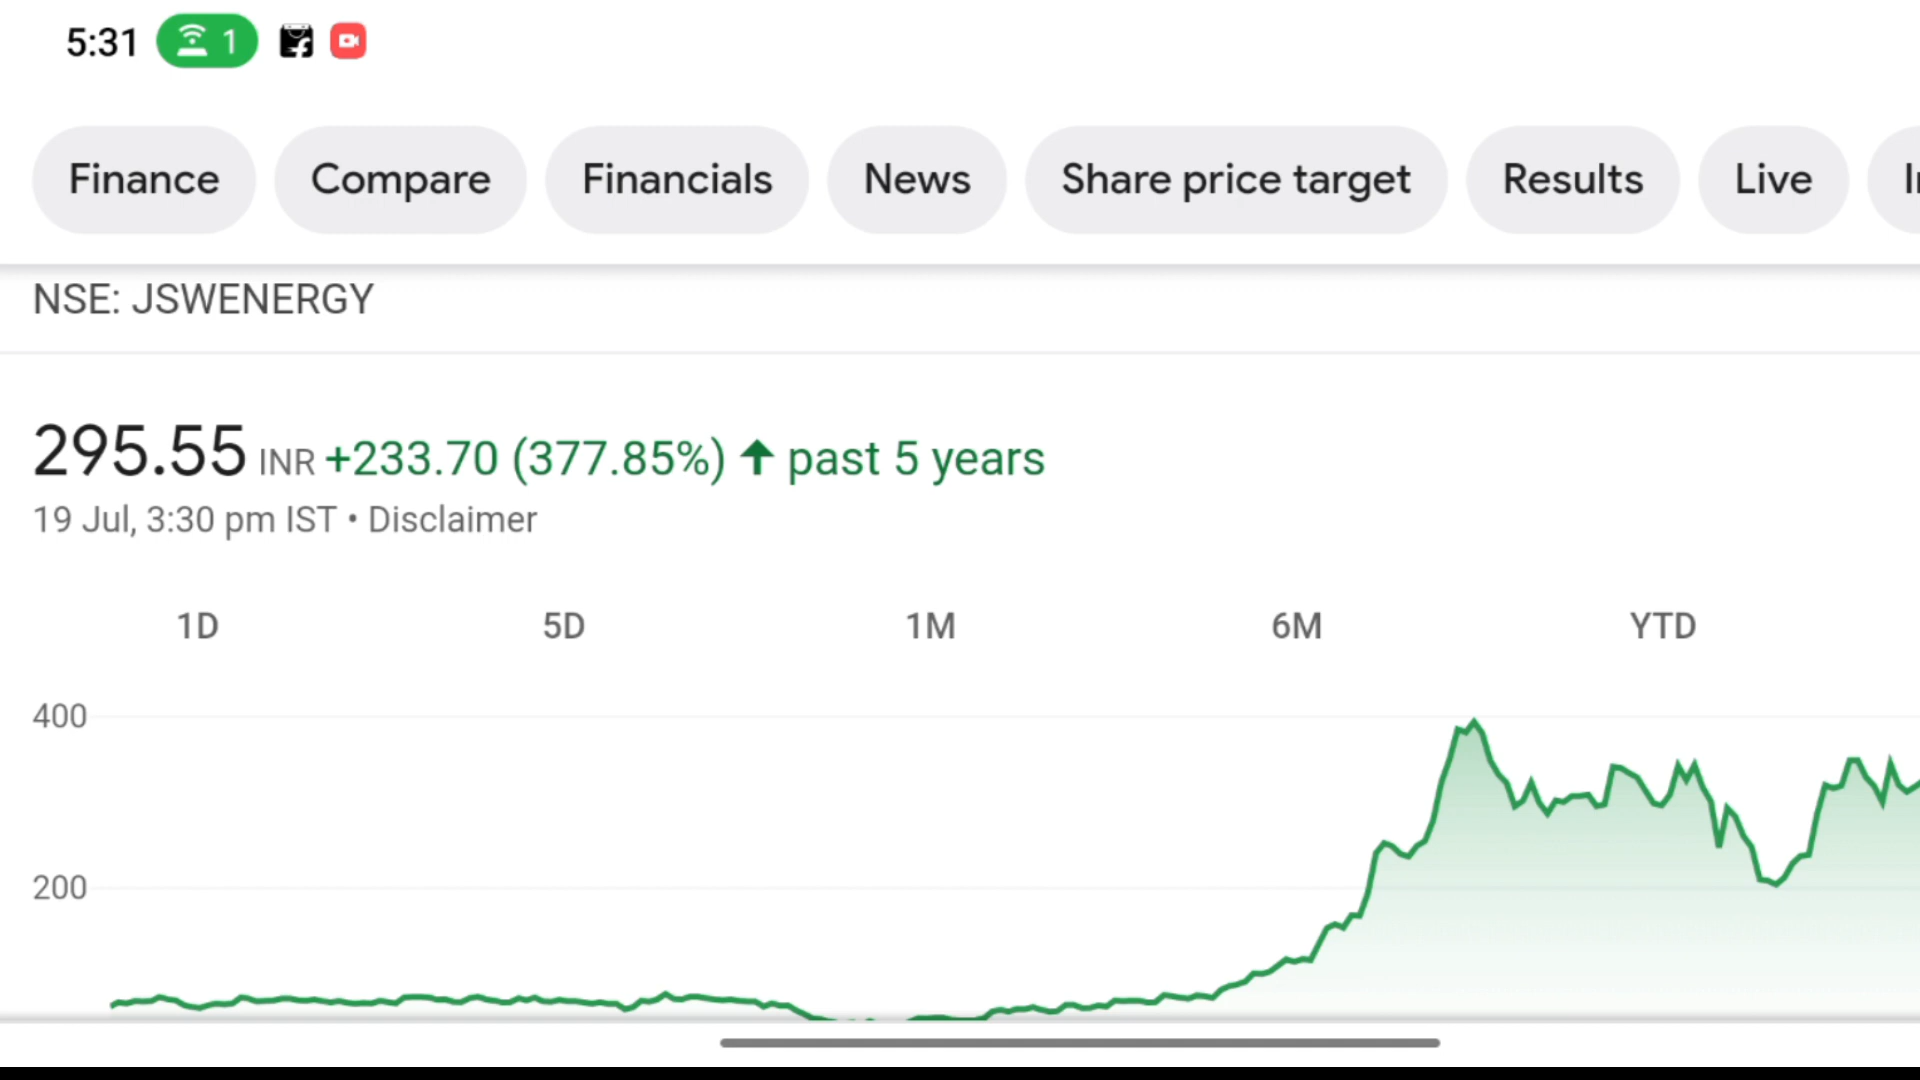 5:31 1
Finance Compare Financials News Share price target Results Live
NSE: JSWENERGY
295.55 INR +233.70 (377.85%) ↑ past 5 years
19 Jul, 3:30 pm IST • Disclaimer
1D 5D 1M 6M YTD
400
200